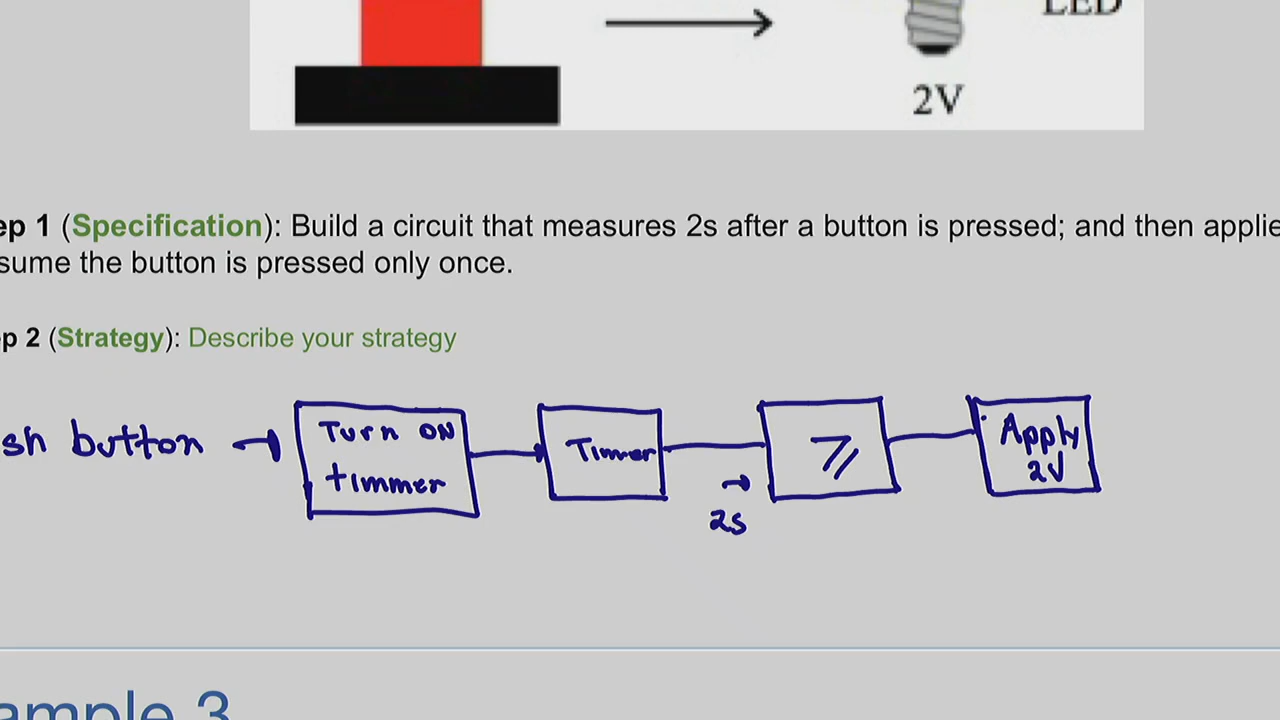 LED
2V
ep 1 (Specification): Build a circuit that measures 2s after a button is pressed; and then applie
sume the button is pressed only once.
ep 2 (Strategy): Describe your strategy
sh button → Turn ON timmer Timmer 2s → ≥ Apply 2V
ample 3